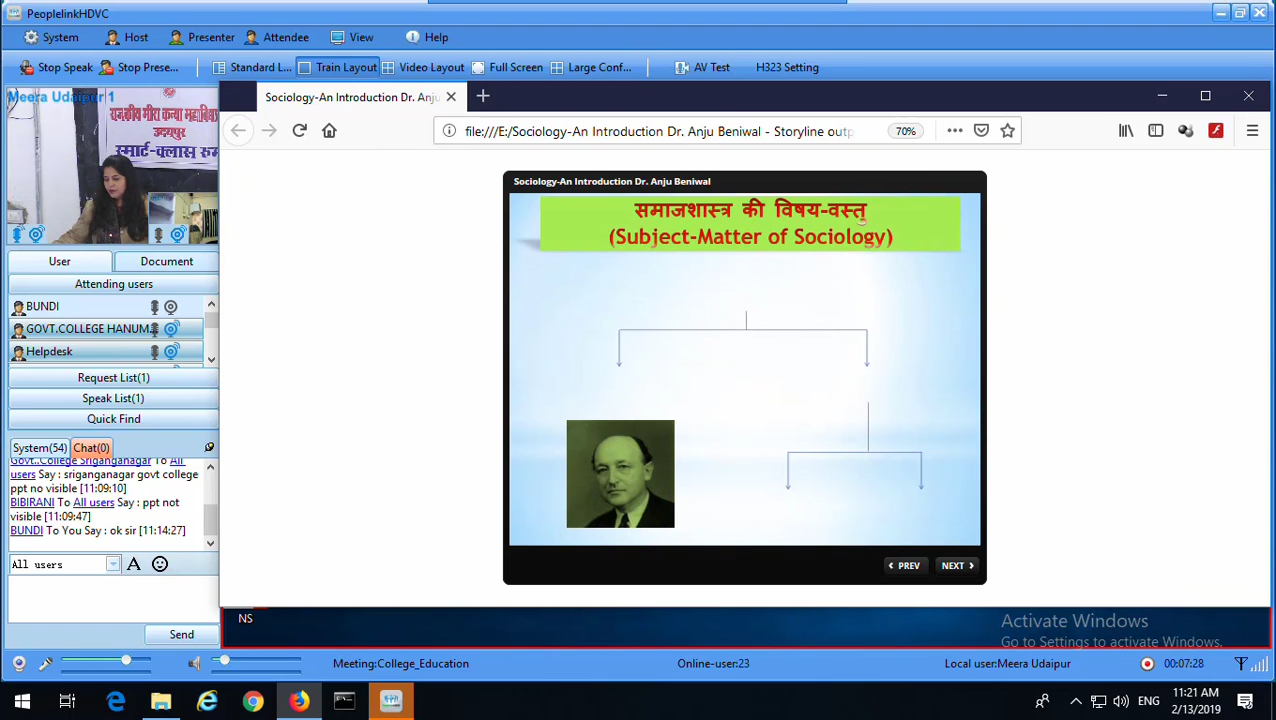 PeoplelinkHDVC
System Host Presenter Attendee View Help
Stop Speak Stop Prese... Standard L... Train Layout Video Layout Full Screen Large Conf... AV Test H323 Setting
Meera Udaipur 1
राजकीय मीरा कन्या महाविद्य
उदयपुर
स्मार्ट-क्लास रूम
User Document
Attending users
BUNDI
GOVT.COLLEGE HANUM...
Helpdesk
Request List(1)
Speak List(1)
Quick Find
System(54) Chat(0)
Govt..College Sriganganagar To All
users Say : sriganganagar govt college
ppt no visible [11:09:10]
BIBIRANI To All users Say : ppt not
visible [11:09:47]
BUNDI To You Say : ok sir [11:14:27]
All users
Send
Sociology-An Introduction Dr. Anju
file:///E:/Sociology-An Introduction Dr. Anju Beniwal - Storyline outp
70%
Sociology-An Introduction Dr. Anju Beniwal
समाजशास्त्र की विषय-वस्तु
(Subject-Matter of Sociology)
PREV NEXT
NS
Activate Windows
Go to Settings to activate Windows.
Meeting:College_Education Online-user:23 Local user:Meera Udaipur 00:07:28
ENG
11:21 AM
2/13/2019